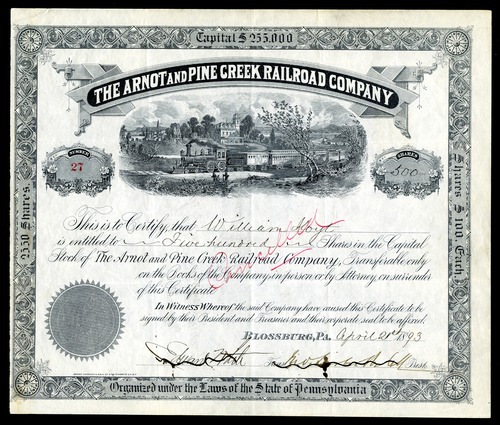 Capital $ 255.000
THE ARNOT AND PINE CREEK RAILROAD COMPANY
NUMBER
27
SHARES
500
2550 Shares.
Shares $ 100 Each.
This is to Certify, that William
is entitled to Five hundred Shares in the Capital
Stock of The Arnot and Pine Creek Railroad Company, Transferable only
on the Books of the Company, in person or by Attorney, on surrender
of this Certificate.
Cancelled
In Witness Whereof the said Company have caused this Certificate to be
signed by their President and Treasurer and their corporate seal to be affixed.
BLOSSBURG, PA. April 1893
Organized under the Laws of the State of Pennsylvania